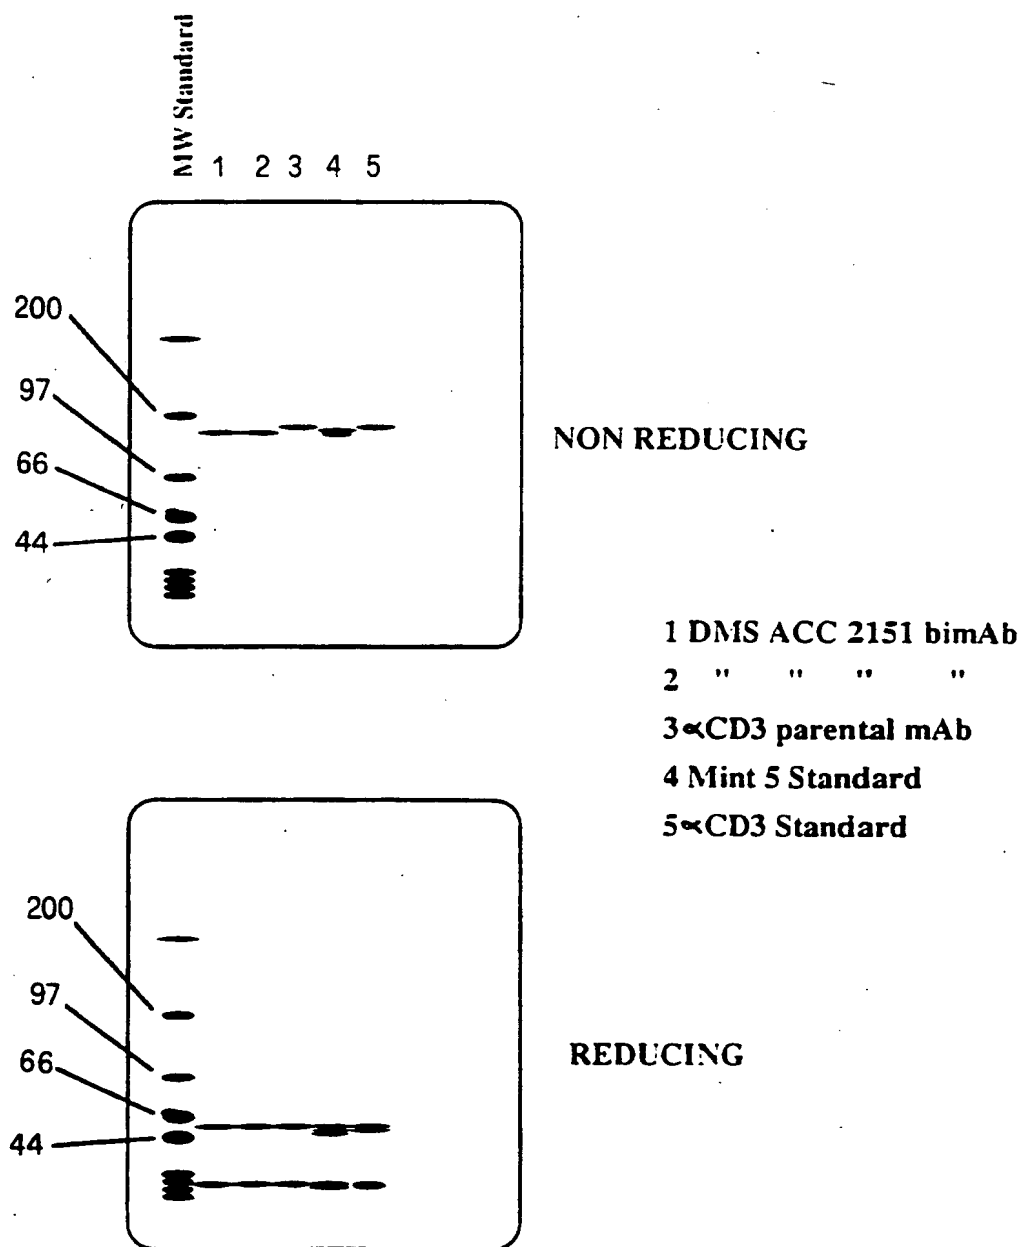 MW Standard
1 2 3 4 5
200
97
66
44
NON REDUCING
1 DMS ACC 2151 bimAb
2 " " " "
3 ∝CD3 parental mAb
4 Mint 5 Standard
5 ∝CD3 Standard
200
97
66
44
REDUCING